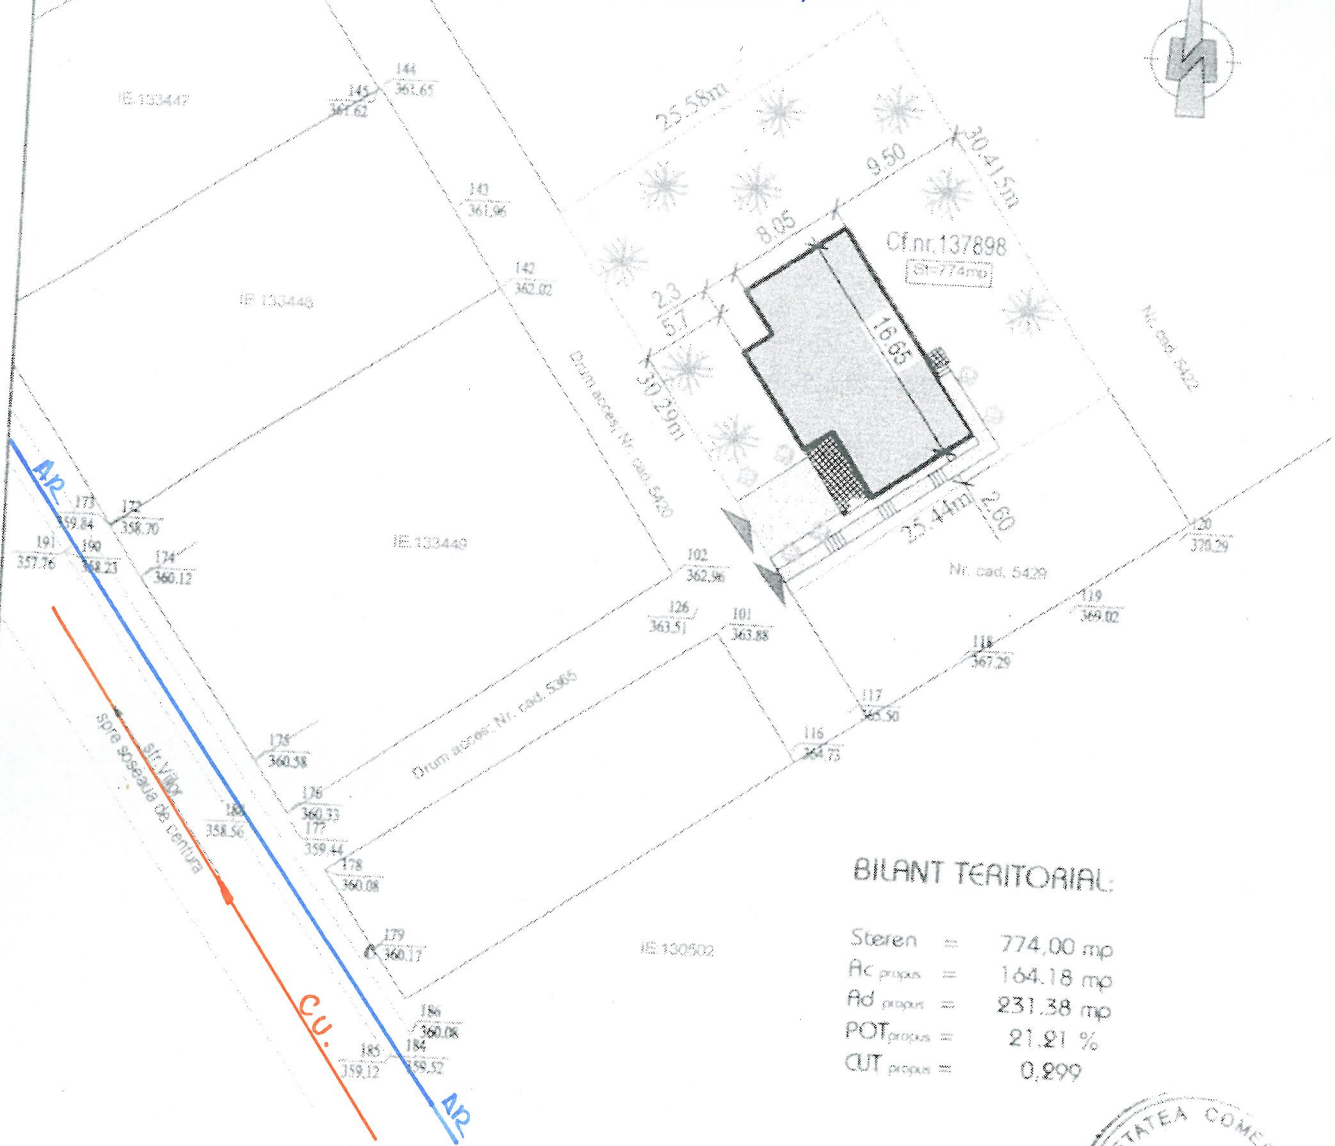 IE:133447
144
361.65
145
361.62
143
361.96
142
362.02
IE:133448
25.58m
9.50
30.415m
8.05
Cf.nr.137898
St=774mp
2.3
5.7
30.29m
16.65
Nr. cad. 5422
Drum acces; Nr. cad. 5420
25.44m
2.60
Nr. cad. 5429
AR
173
359.84
172
358.70
191
357.76
190
358.23
174
360.12
IE:133449
102
362.96
126
363.51
101
363.88
120
370.29
119
369.02
118
367.29
117
365.50
116
364.73
Drum acces; Nr. cad. 5365
str.Viilor
spre soseaua de centura
175
360.58
176
360.33
177
359.44
178
360.08
188
358.56
179
360.17
IE:130502
CU.
186
360.08
185
359.12
184
359.52
AR
BILANT TERITORIAL:
Steren = 774.00 mp
Ac propus = 164.18 mp
Ad propus = 231.38 mp
POT propus = 21.21 %
CUT propus = 0,299